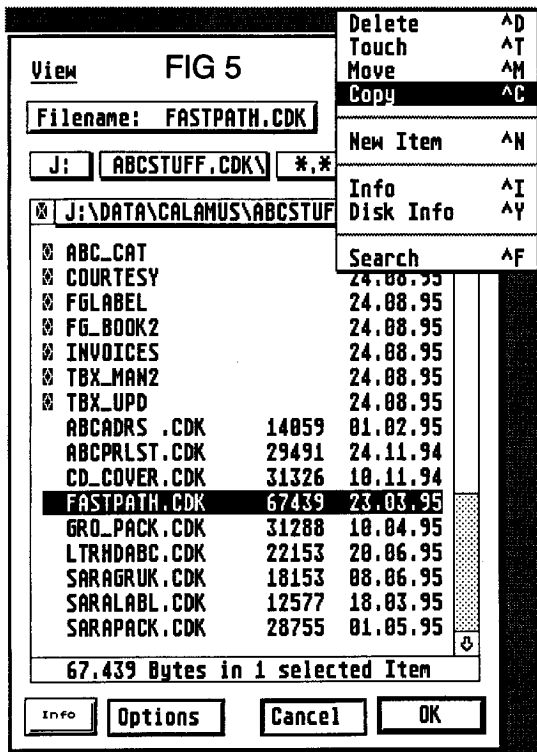 View FIG 5
Filename: FASTPATH.CDK
J: ABCSTUFF.CDK\ *.*
J:\DATA\CALAMUS\ABCSTUF
Delete ^D
Touch ^T
Move ^M
Copy ^C
New Item ^N
Info ^I
Disk Info ^Y
Search ^F
ABC_CAT
COURTESY 24.08.95
FGLABEL 24.08.95
FG_BOOK2 24.08.95
INVOICES 24.08.95
TBX_MAN2 24.08.95
TBX_UPD 24.08.95
ABCADRS .CDK 14059 01.02.95
ABCPRLST.CDK 29491 24.11.94
CD_COVER.CDK 31326 10.11.94
FASTPATH.CDK 67439 23.03.95
GRO_PACK.CDK 31288 10.04.95
LTRHDABC.CDK 22153 20.06.95
SARAGRUK.CDK 18153 08.06.95
SARALABL.CDK 12577 18.03.95
SARAPACK.CDK 28755 01.05.95
67.439 Bytes in 1 selected Item
Info Options Cancel OK